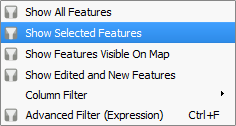 Show All Features
Show Selected Features
Show Features Visible On Map
Show Edited and New Features
Column Filter
Advanced Filter (Expression) Ctrl+F